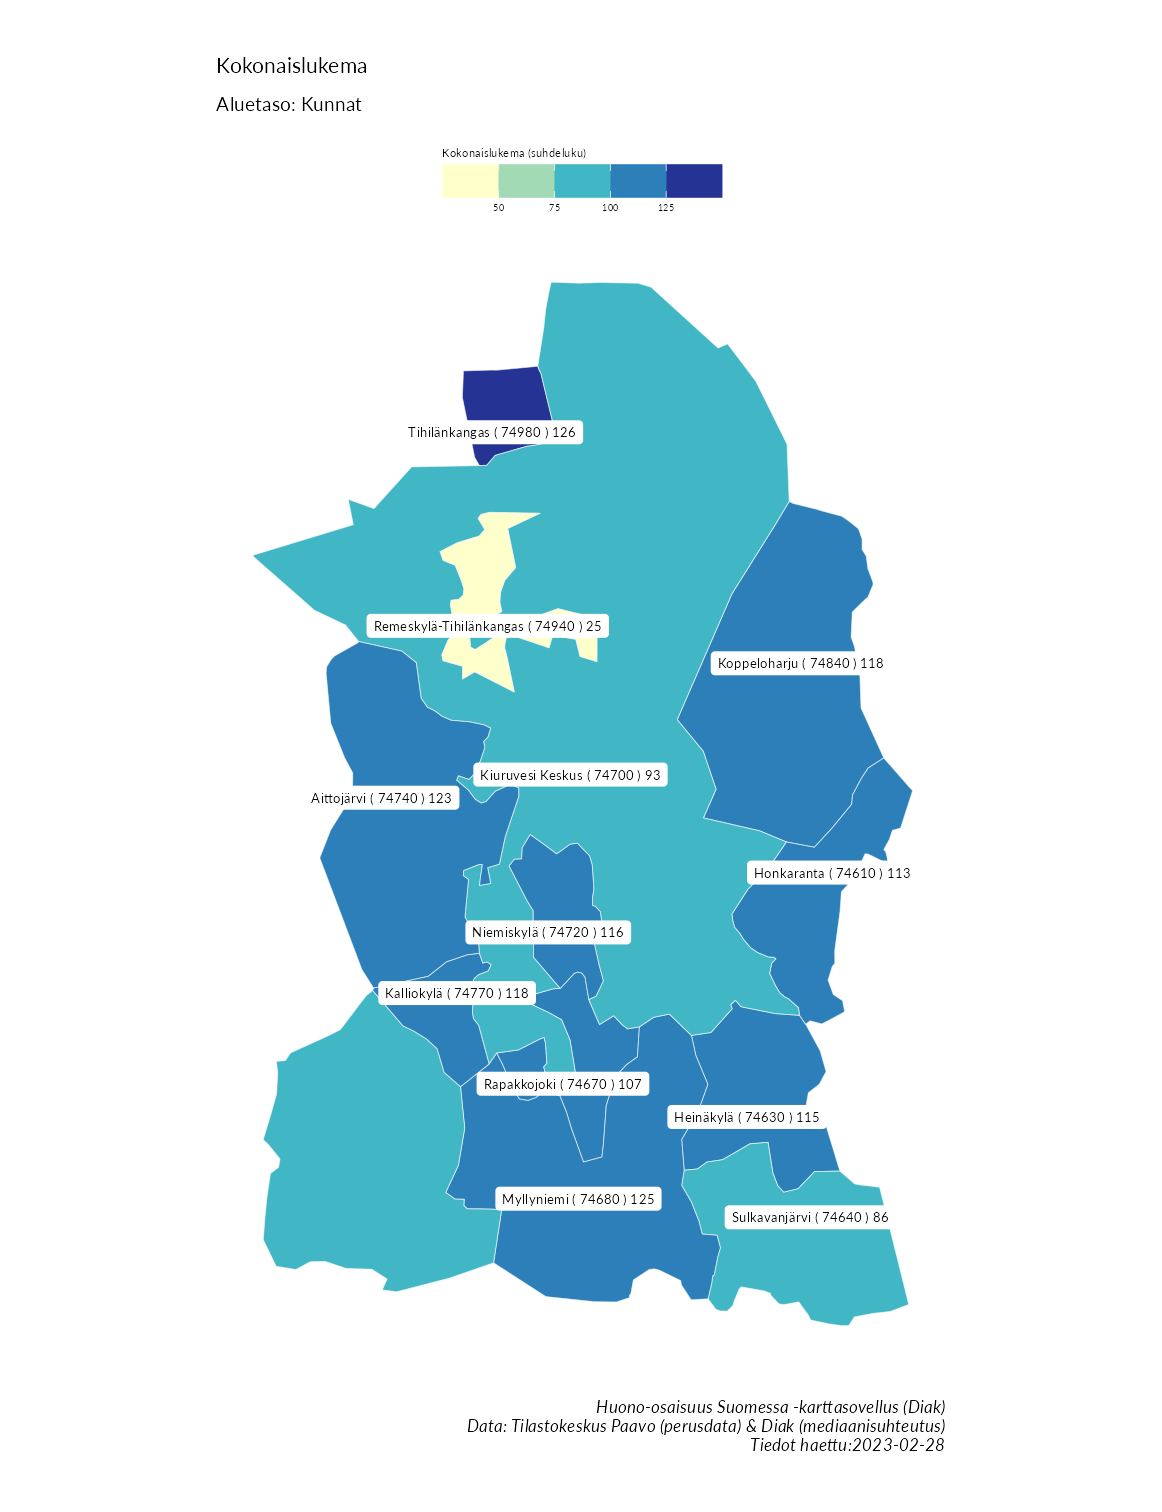 Kokonaislukema
Aluetaso: Kunnat
Kokonaislukema (suhdeluku)
50 75 100 125
Tihilänkangas ( 74980 ) 126
Remeskylä-Tihilänkangas ( 74940 ) 25
Koppeloharju ( 74840 ) 118
Kiuruvesi Keskus ( 74700 ) 93
Aittojärvi ( 74740 ) 123
Honkaranta ( 74610 ) 113
Niemiskylä ( 74720 ) 116
Kalliokylä ( 74770 ) 118
Rapakkojoki ( 74670 ) 107
Heinäkylä ( 74630 ) 115
Myllyniemi ( 74680 ) 125
Sulkavanjärvi ( 74640 ) 86
Huono-osaisuus Suomessa -karttasovellus (Diak)
Data: Tilastokeskus Paavo (perusdata) & Diak (mediaanisuhteutus)
Tiedot haettu:2023-02-28